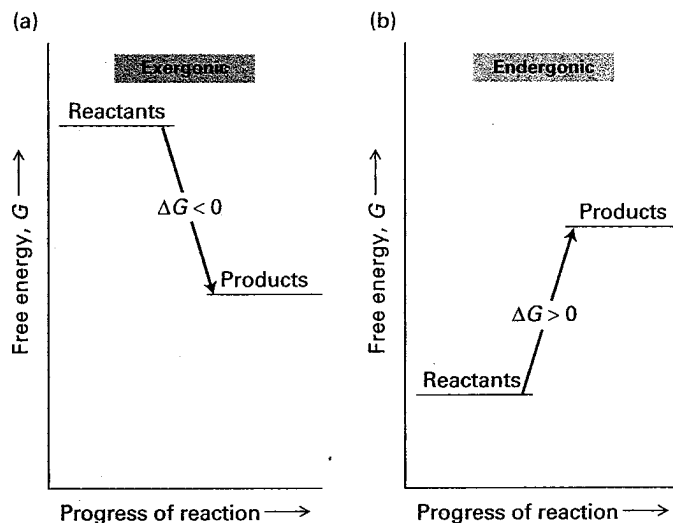 (a)
Exergonic
Reactants
ΔG < 0
Products
Free energy, G ⟶
Progress of reaction ⟶
(b)
Endergonic
Products
ΔG > 0
Reactants
Free energy, G ⟶
Progress of reaction ⟶